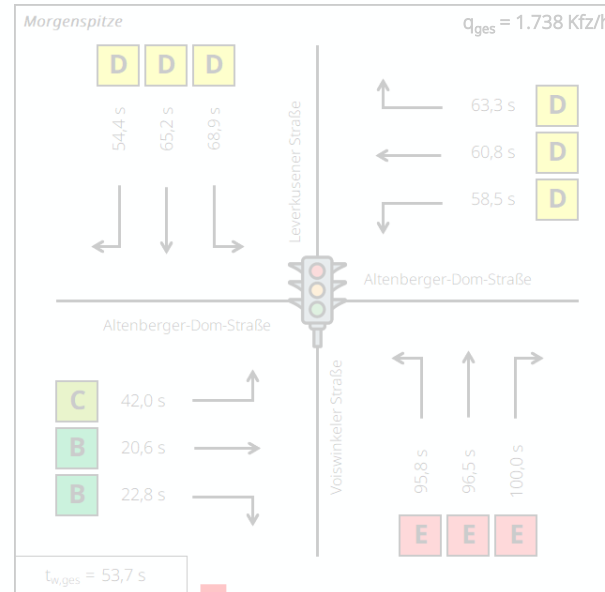 Morgenspitze
qges = 1.738 Kfz/h
D D D
54,4 s
65,2 s
68,9 s
Leverkusener Straße
63,3 s D
60,8 s D
58,5 s D
Altenberger-Dom-Straße
Altenberger-Dom-Straße
C 42,0 s
B 20,6 s
B 22,8 s
Voiswinkeler Straße
95,8 s
96,5 s
100,0 s
E E E
tw,ges = 53,7 s